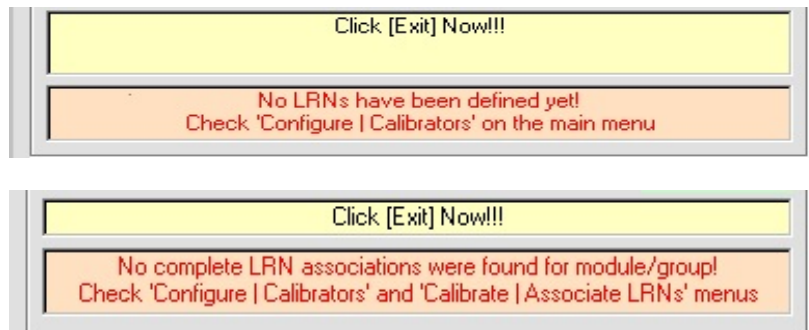 Click [Exit] Now!!!
No LRNs have been defined yet!
Check 'Configure | Calibrators' on the main menu
Click [Exit] Now!!!
No complete LRN associations were found for module/group!
Check 'Configure | Calibrators' and 'Calibrate | Associate LRNs' menus